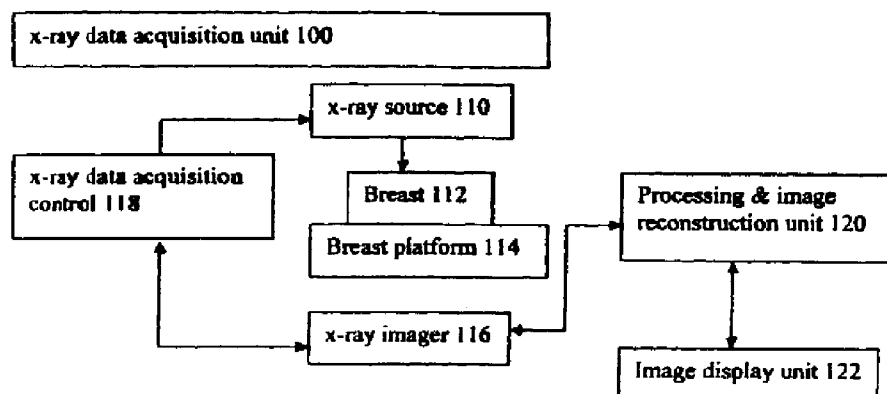 x-ray data acquisition unit 100
x-ray source 110
x-ray data acquisition
control 118
Breast 112
Breast platform 114
Processing & image
reconstruction unit 120
x-ray imager 116
Image display unit 122